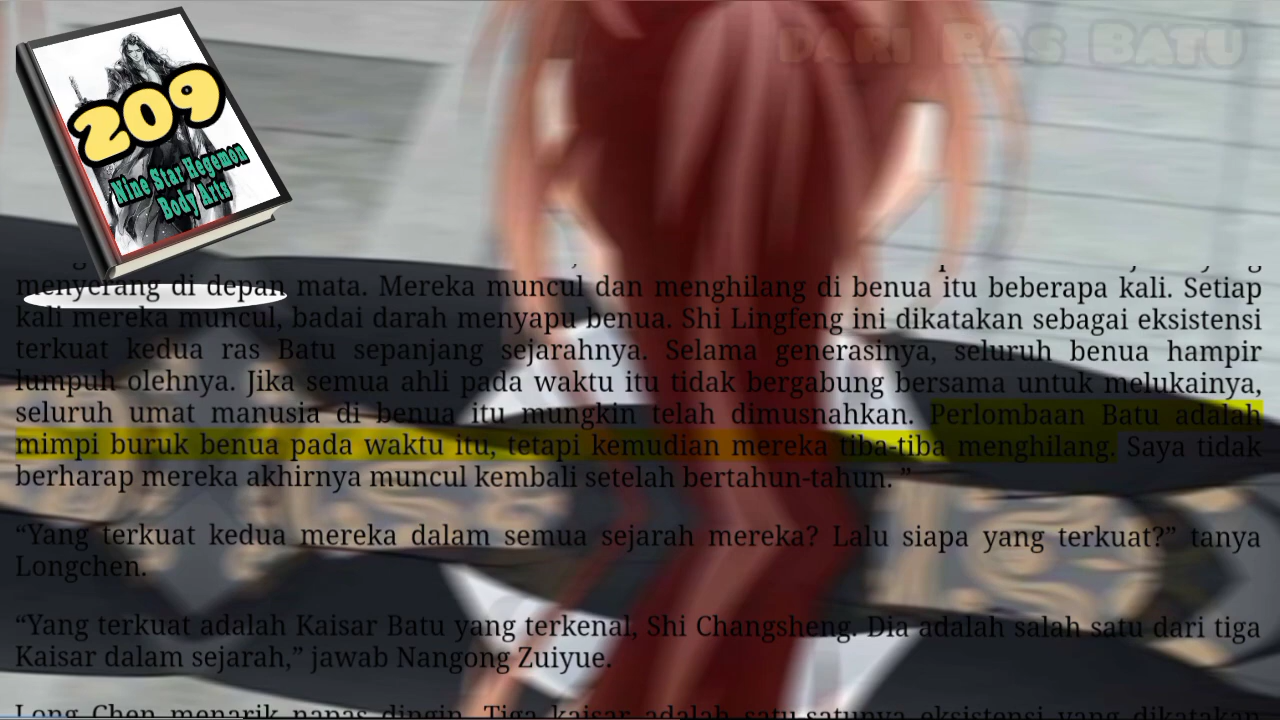 DARI RAS BATU
209
Nine Star Hegemon
Body Arts
menyerang di depan mata. Mereka muncul dan menghilang di benua itu beberapa kali. Setiap
kali mereka muncul, badai darah menyapu benua. Shi Lingfeng ini dikatakan sebagai eksistensi
terkuat kedua ras Batu sepanjang sejarahnya. Selama generasinya, seluruh benua hampir
lumpuh olehnya. Jika semua ahli pada waktu itu tidak bergabung bersama untuk melukainya,
seluruh umat manusia di benua itu mungkin telah dimusnahkan. Perlombaan Batu adalah
mimpi buruk benua pada waktu itu, tetapi kemudian mereka tiba-tiba menghilang. Saya tidak
berharap mereka akhirnya muncul kembali setelah bertahun-tahun.”
“Yang terkuat kedua mereka dalam semua sejarah mereka? Lalu siapa yang terkuat?” tanya
Longchen.
“Yang terkuat adalah Kaisar Batu yang terkenal, Shi Changsheng. Dia adalah salah satu dari tiga
Kaisar dalam sejarah,” jawab Nangong Zuiyue.
Long Chen menarik napas dingin. Tiga kaisar adalah satu-satunya eksistensi yang dikatakan